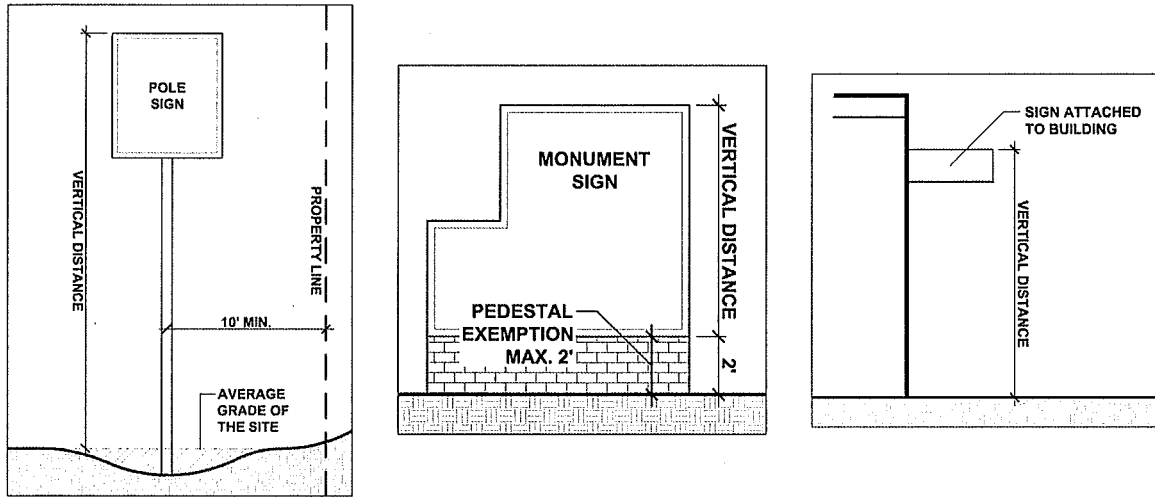 POLE
SIGN
VERTICAL DISTANCE
PROPERTY LINE
10' MIN.
AVERAGE
GRADE OF
THE SITE
MONUMENT
SIGN
VERTICAL DISTANCE
PEDESTAL
EXEMPTION
MAX. 2'
2'
SIGN ATTACHED
TO BUILDING
VERTICAL DISTANCE